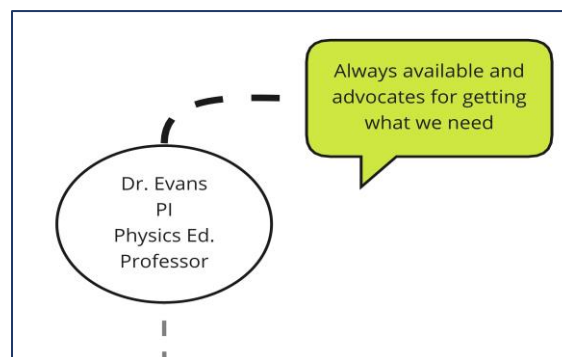 Always available and
advocates for getting
what we need
Dr. Evans
PI
Physics Ed.
Professor